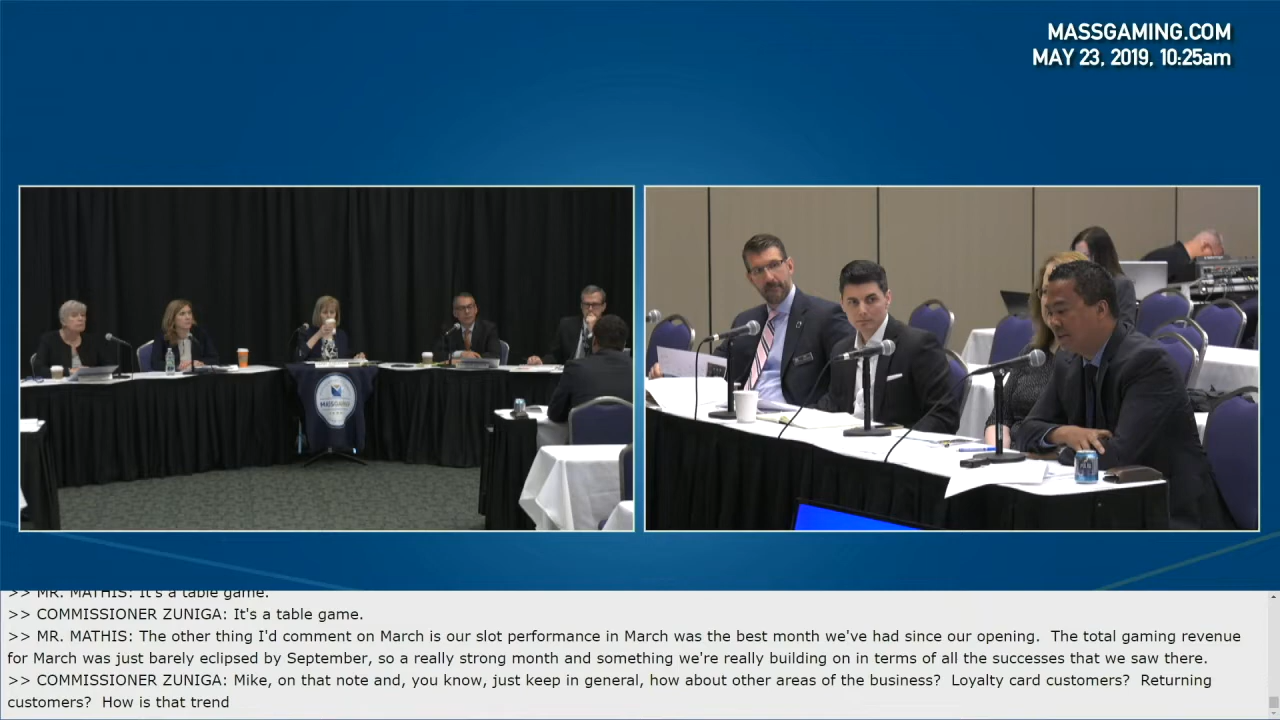 MASSGAMING.COM
MAY 23, 2019, 10:25am
MASSGAMING
>> MR. MATHIS: It's a table game.
>> COMMISSIONER ZUNIGA: It's a table game.
>> MR. MATHIS: The other thing I'd comment on March is our slot performance in March was the best month we've had since our opening.  The total gaming revenue
for March was just barely eclipsed by September, so a really strong month and something we're really building on in terms of all the successes that we saw there.
>> COMMISSIONER ZUNIGA: Mike, on that note and, you know, just keep in general, how about other areas of the business?  Loyalty card customers?  Returning
customers?  How is that trend